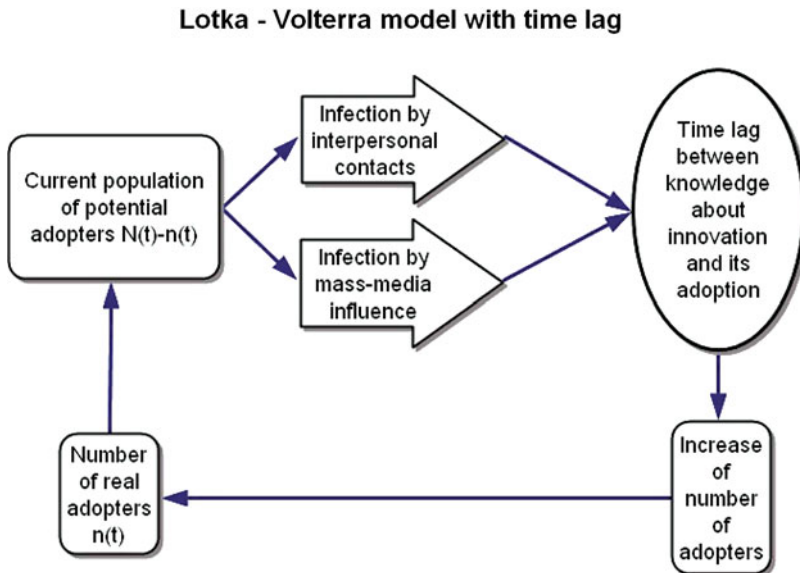 Lotka - Volterra model with time lag
Current population
of potential
adopters N(t)-n(t)
Infection by
interpersonal
contacts
Infection by
mass-media
influence
Time lag
between
knowledge
about
innovation
and its
adoption
Increase of
number
of
adopters
Number
of real
adopters
n(t)